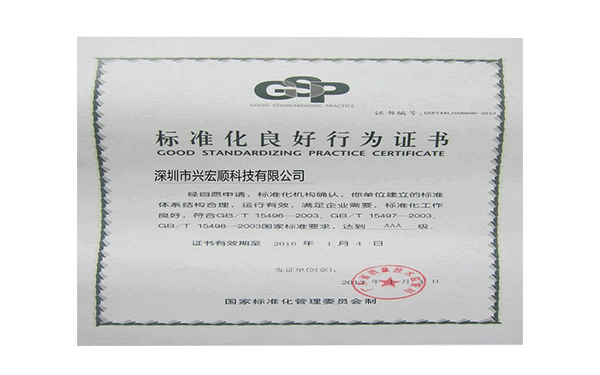 GSP
GOOD STANDARDIZING PRACTICE
证书编号:
标准化良好行为证书
GOOD STANDARDIZING PRACTICE CERTIFICATE
深圳市兴宏顺科技有限公司
经自愿申请,标准化机构确认,你单位建立的标准
体系结构合理,运行有效,满足企业需要,标准化工作
良好,符合GB/T 15496—2003、GB/T 15497—2003、
GB/T 15498—2003国家标准要求,达到 AAA 级。
证书有效期至 2016 年 1月 4 日
发证单位(章):
日
国家标准化管理委员会制